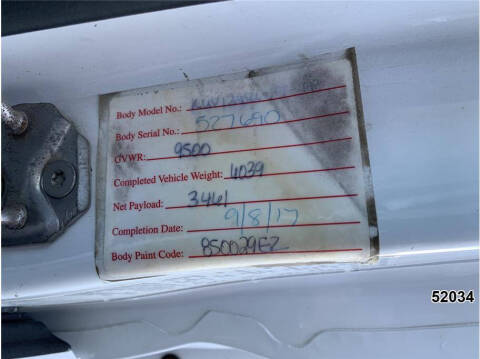 Body Model No.:
Body Serial No.: 527690
GVWR: 9500
Completed Vehicle Weight: 6039
Net Payload: 3461
Completion Date: 9/8/17
Body Paint Code: 850029EZ
52034